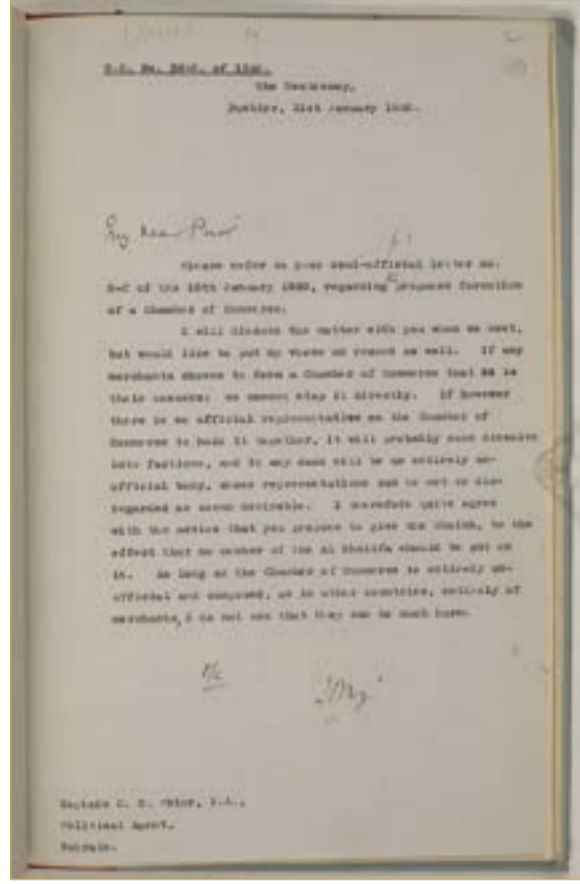 The Residency,
Bushire, 21st January
My dear Prior
Please refer to your demi-official letter No.
of the 15th January regarding proposed formation
of a Chamber of Commerce.
I will discuss the matter with you when we meet,
but would like to put my views on record as well. If any
merchants choose to form a Chamber of Commerce that is
their concern: we cannot stop it directly. If however
there is no official representative on the Chamber of
Commerce to hold it together, it will probably soon dissolve
into factions, and in any case will be an entirely un-
official body, whose representations can be met or dis-
regarded as seems desirable. I therefore quite agree
with the advice that you propose to give the Shaikh, to the
effect that no member of the Al Khalifa should be put on
it. As long as the Chamber of Commerce is entirely un-
official and composed, as in other countries, entirely of
merchants, I do not see that they can do much harm.
Captain C. G. Prior, I.A.,
Political Agent,
Bahrain.